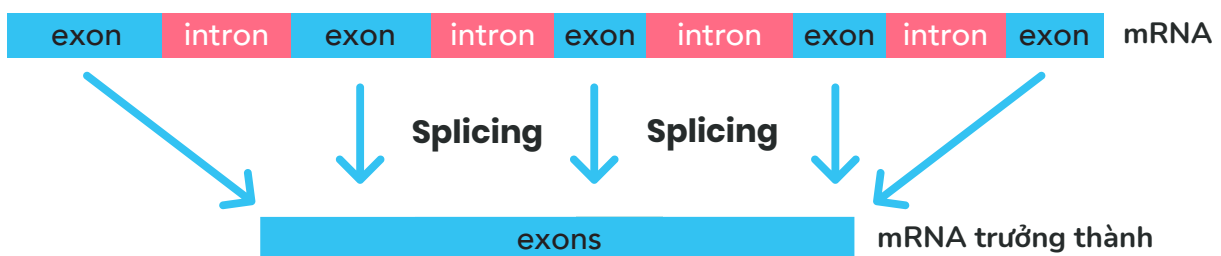 exon intron exon intron exon intron exon intron exon mRNA
Splicing Splicing
exons mRNA trưởng thành